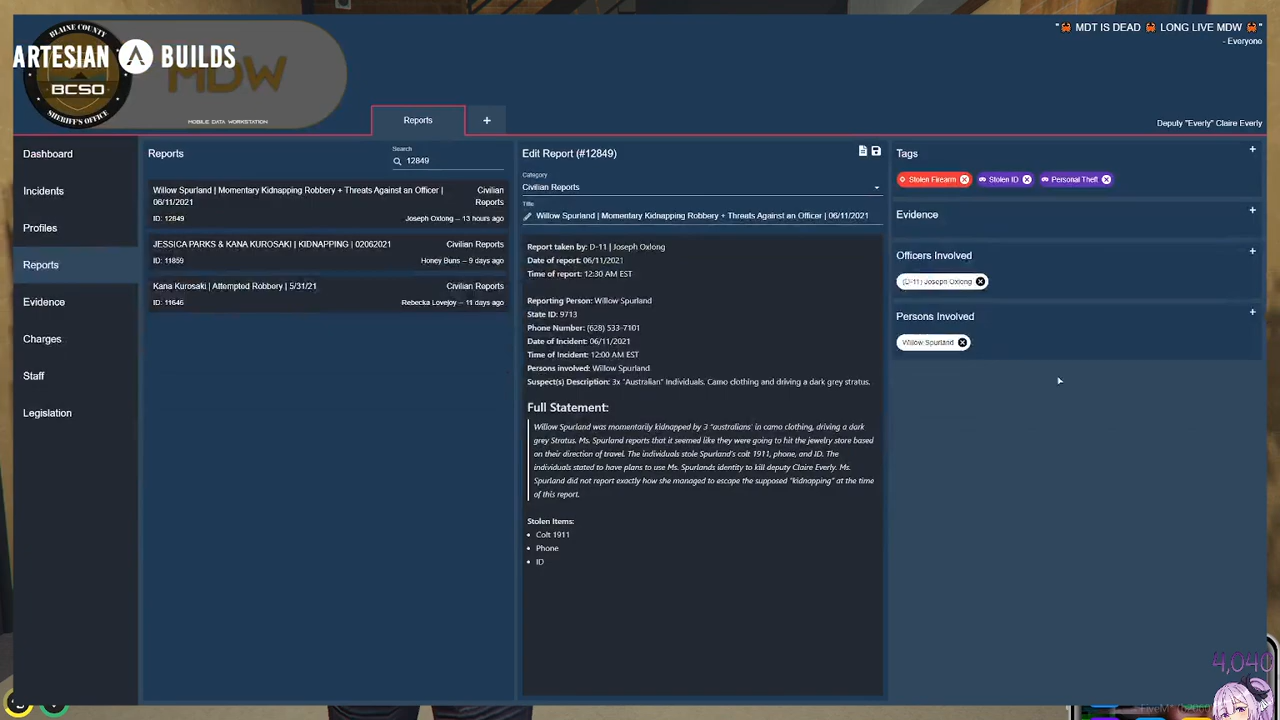 " 🦀 MDT IS DEAD 🦀 LONG LIVE MDW 🦀 "
- Everyone
ARTESIAN BUILDS
BLAINE COUNTY
BCSO
SHERIFF'S OFFICE
MDW
MOBILE DATA WORKSTATION
Reports
+
Deputy "Everly" Claire Everly
Dashboard
Incidents
Profiles
Reports
Evidence
Charges
Staff
Legislation
Reports
Search
12849
Willow Spurland | Momentary Kidnapping Robbery + Threats Against an Officer |
06/11/2021
Civilian
Reports
ID: 12849
Joseph Oxlong – 13 hours ago
JESSICA PARKS & KANA KUROSAKI | KIDNAPPING | 02062021
Civilian Reports
ID: 11859
Honey Buns – 9 days ago
Kana Kurosaki | Attempted Robbery | 5/31/21
Civilian Reports
ID: 11646
Rebecka Lovejoy – 11 days ago
Edit Report (#12849)
Category
Civilian Reports
Title
Willow Spurland | Momentary Kidnapping Robbery + Threats Against an Officer | 06/11/2021
Report taken by: D-11 | Joseph Oxlong
Date of report: 06/11/2021
Time of report: 12:30 AM EST
Reporting Person: Willow Spurland
State ID: 9713
Phone Number: (628) 533-7101
Date of Incident: 06/11/2021
Time of Incident: 12:00 AM EST
Persons involved: Willow Spurland
Suspect(s) Description: 3x "Australian" Individuals. Camo clothing and driving a dark grey stratus.
Full Statement:
Willow Spurland was momentarily kidnapped by 3 "australians' in camo clothing, driving a dark
grey Stratus. Ms. Spurland reports that it seemed like they were going to hit the jewelry store based
on their direction of travel. The individuals stole Spurland's colt 1911, phone, and ID. The
individuals stated to have plans to use Ms. Spurlands identity to kill deputy Claire Everly. Ms.
Spurland did not report exactly how she managed to escape the supposed "kidnapping" at the time
of this report.
Stolen Items:
• Colt 1911
• Phone
• ID
Tags
+
Stolen Firearm
Stolen ID
Personal Theft
Evidence
+
Officers Involved
+
(D-11) Joseph Oxlong
Persons Involved
+
Willow Spurland
4,040